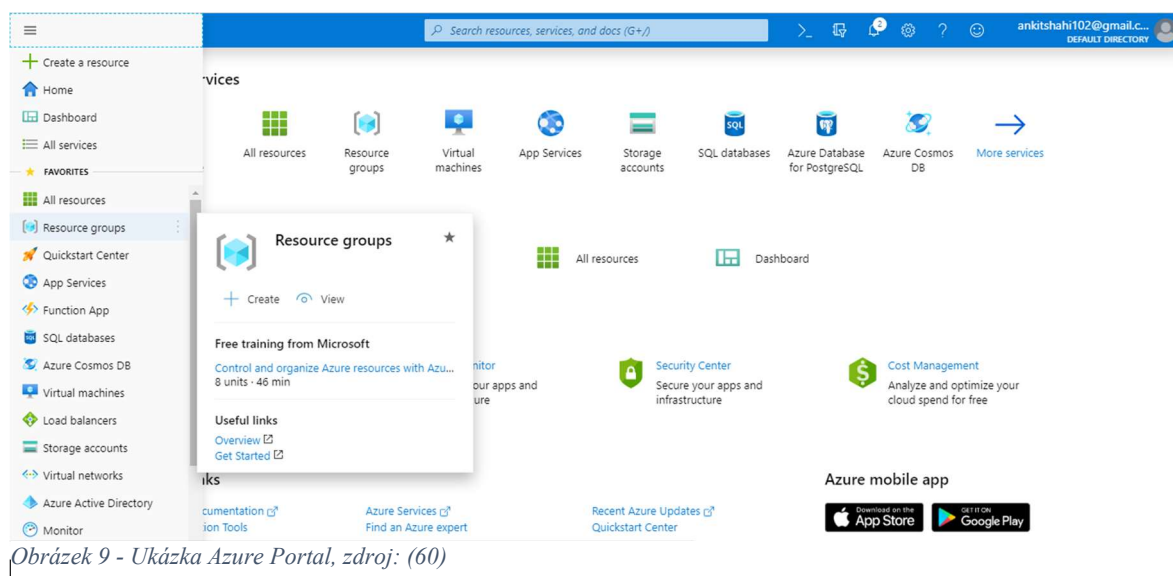 Search resources, services, and docs (G+/)
2
ankitshahi102@gmail.c...
DEFAULT DIRECTORY
Create a resource
Home
Dashboard
All services
FAVORITES
All resources
Resource groups
Quickstart Center
App Services
Function App
SQL databases
Azure Cosmos DB
Virtual machines
Load balancers
Storage accounts
Virtual networks
Azure Active Directory
Monitor
rvices
All resources
Resource
groups
Virtual
machines
App Services
Storage
accounts
SQL
SQL databases
Azure Database
for PostgreSQL
Azure Cosmos
DB
More services
Resource groups
Create View
Free training from Microsoft
Control and organize Azure resources with Azu...
8 units · 46 min
Useful links
Overview
Get Started
All resources
Dashboard
nitor
our apps and
ure
Security Center
Secure your apps and
infrastructure
Cost Management
Analyze and optimize your
cloud spend for free
ks
cumentation
ion Tools
Azure Services
Find an Azure expert
Recent Azure Updates
Quickstart Center
Azure mobile app
Download on the
App Store
GET IT ON
Google Play
Obrázek 9 - Ukázka Azure Portal, zdroj: (60)